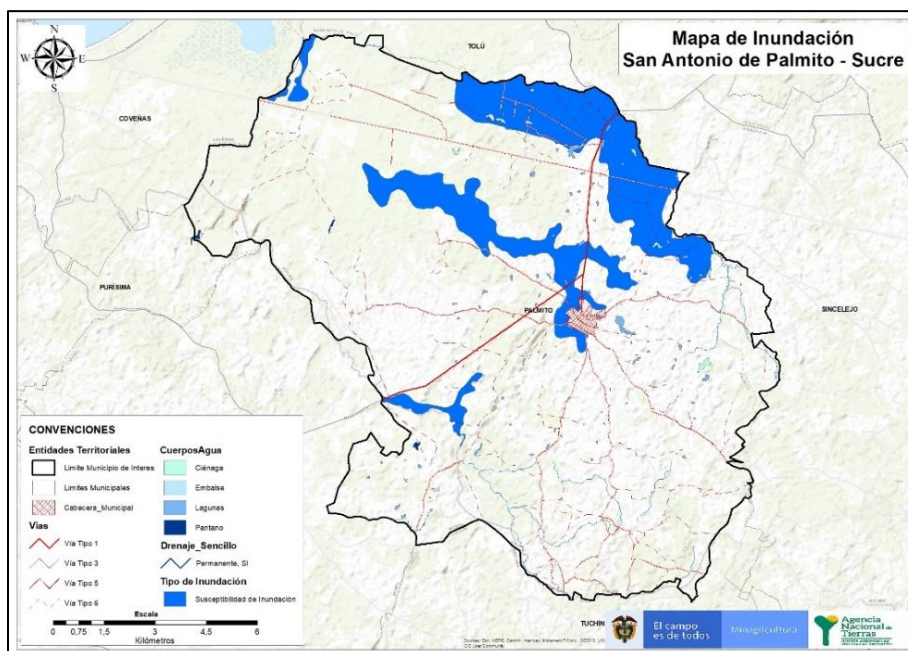 Mapa de Inundación
San Antonio de Palmito - Sucre
N
W
E
S
TOLÚ
COVEÑAS
PURÍSIMA
PALMITO
SINCELEJO
TUCHÍN
CONVENCIONES
Entidades Territoriales
Limite Municipio de Interes
Limites Municipales
Cabecera_Municipal
Vias
Vía Tipo 1
Vía Tipo 3
Vía Tipo 5
Vía Tipo 6
CuerposAgua
Ciénaga
Embalse
Lagunas
Pantano
Drenaje_Sencillo
Permanente, SI
Tipo de Inundación
Susceptibilidad de Inundación
Escala
0 0,75 1,5 3 4,5 6
Kilómetros
El campo
es de todos
Minagricultura
Agencia
Nacional de
Tierras